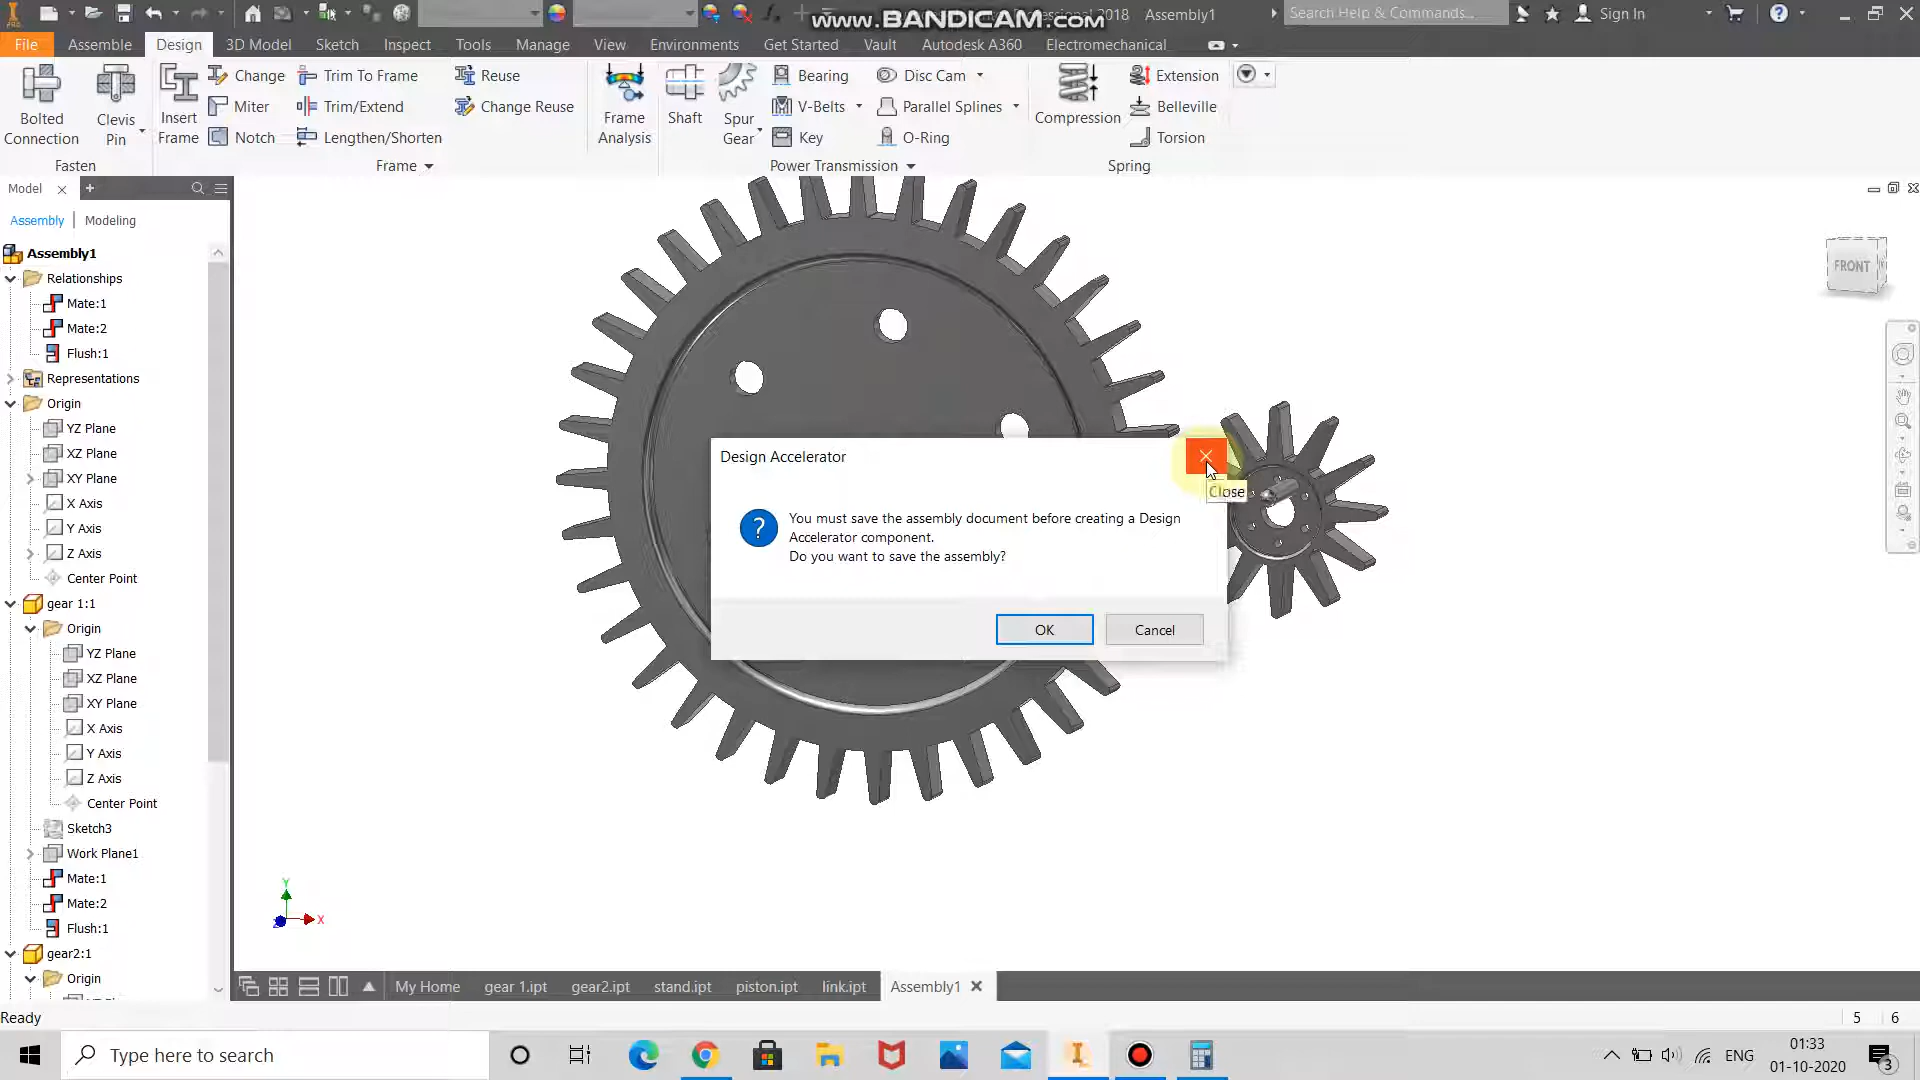 www.BANDICAM.com
Professional 2018 Assembly1
Search Help & Commands...
Sign In
File Assemble Design 3D Model Sketch Inspect Tools Manage View Environments Get Started Vault Autodesk A360 Electromechanical
Bolted Connection
Clevis Pin
Fasten
Insert Frame
Change
Miter
Notch
Trim To Frame
Trim/Extend
Lengthen/Shorten
Reuse
Change Reuse
Frame
Frame Analysis
Shaft
Spur Gear
Bearing
V-Belts
Key
Disc Cam
Parallel Splines
O-Ring
Power Transmission
Compression
Extension
Belleville
Torsion
Spring
Model
Assembly | Modeling
Assembly1
Relationships
Mate:1
Mate:2
Flush:1
Representations
Origin
YZ Plane
XZ Plane
XY Plane
X Axis
Y Axis
Z Axis
Center Point
gear 1:1
Origin
YZ Plane
XZ Plane
XY Plane
X Axis
Y Axis
Z Axis
Center Point
Sketch3
Work Plane1
Mate:1
Mate:2
Flush:1
gear2:1
Origin
FRONT
Design Accelerator
Close
You must save the assembly document before creating a Design
Accelerator component.
Do you want to save the assembly?
OK Cancel
Y
X
My Home gear 1.ipt gear2.ipt stand.ipt piston.ipt link.ipt Assembly1
Ready
5 6
Type here to search
ENG
01:33
01-10-2020
3